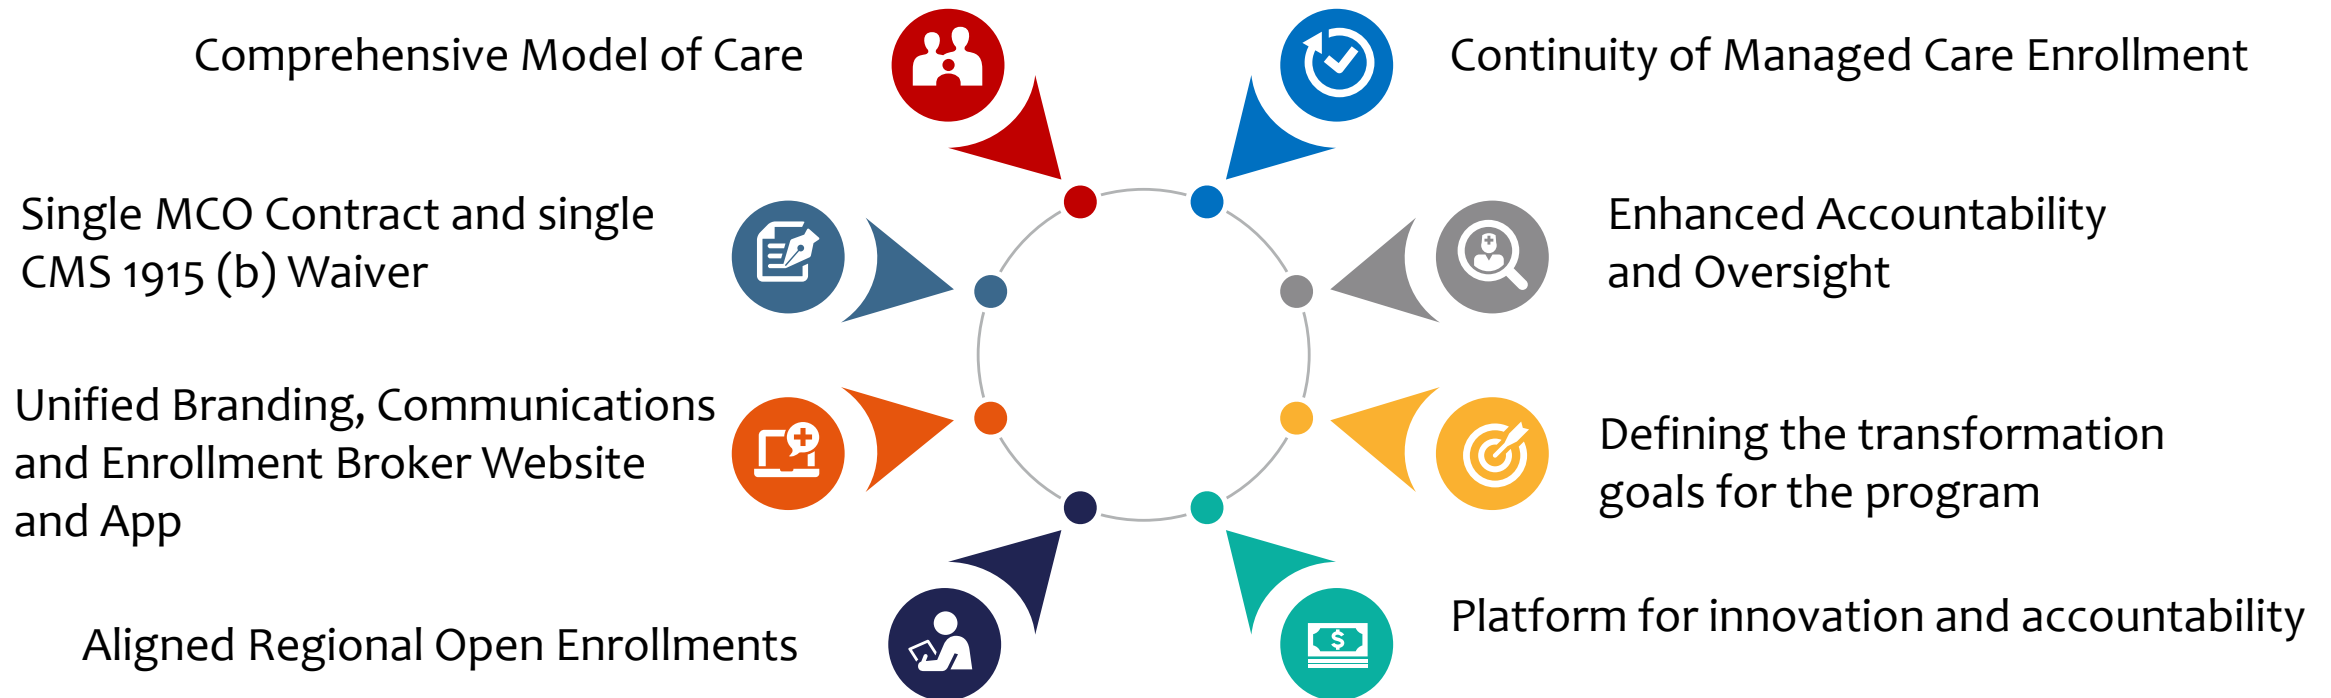 Comprehensive Model of Care
Single MCO Contract and single
CMS 1915 (b) Waiver
Unified Branding, Communications
and Enrollment Broker Website
and App
Aligned Regional Open Enrollments
Continuity of Managed Care Enrollment
Enhanced Accountability
and Oversight
Defining the transformation
goals for the program
Platform for innovation and accountability
$